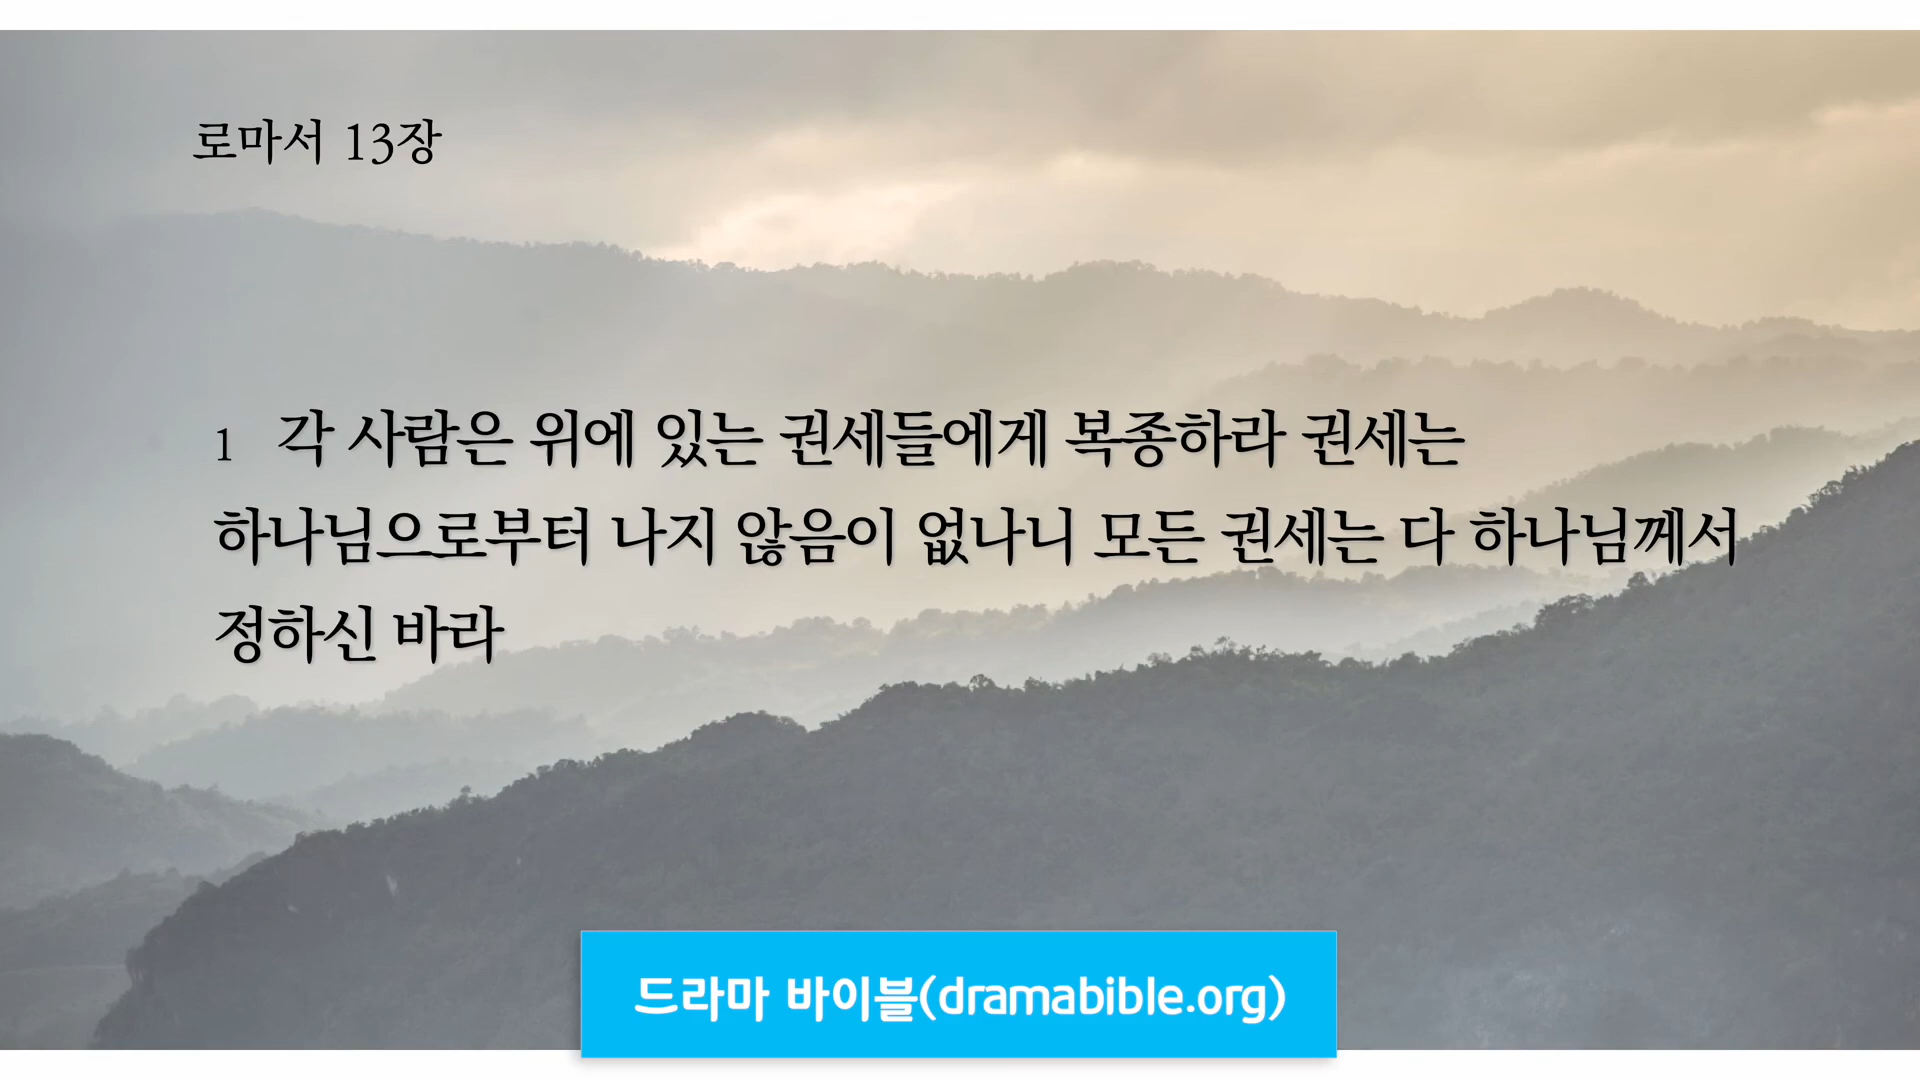 로마서 13장
1 각 사람은 위에 있는 권세들에게 복종하라 권세는
하나님으로부터 나지 않음이 없나니 모든 권세는 다 하나님께서
정하신 바라
드라마 바이블(dramabible.org)